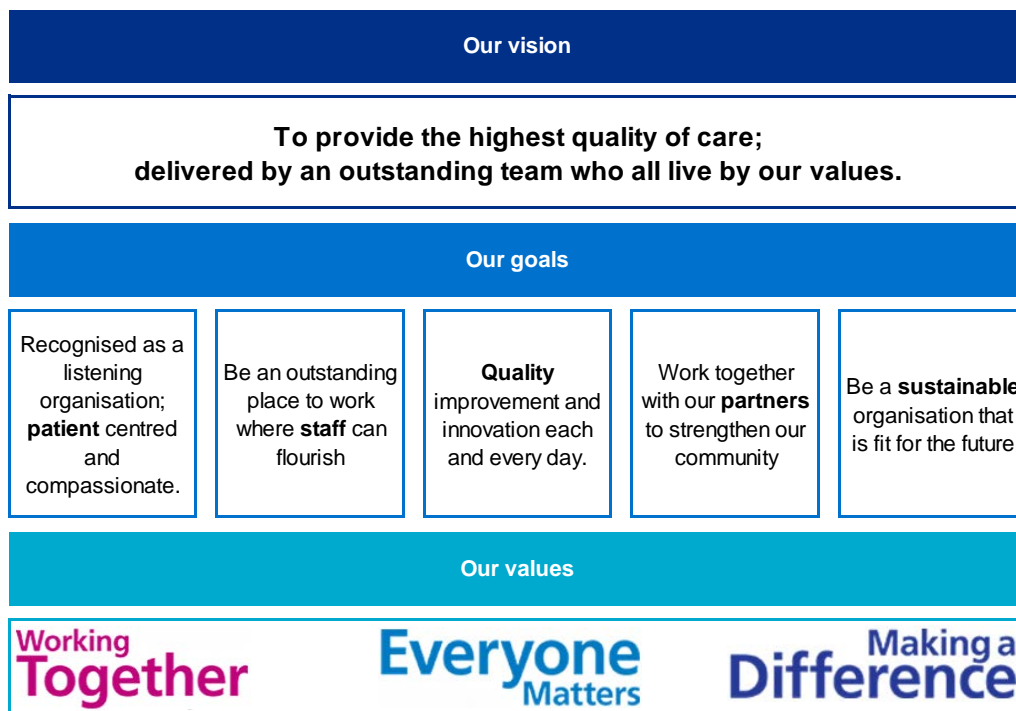 Our vision
To provide the highest quality of care;
delivered by an outstanding team who all live by our values.
Our goals
Recognised as a
listening
organisation;
patient centred
and
compassionate.
Be an outstanding
place to work
where staff can
flourish
Quality
improvement and
innovation each
and every day.
Work together
with our partners
to strengthen our
community
Be a sustainable
organisation that
is fit for the future
Our values
Working
Together
Everyone
Matters
Making a
Difference